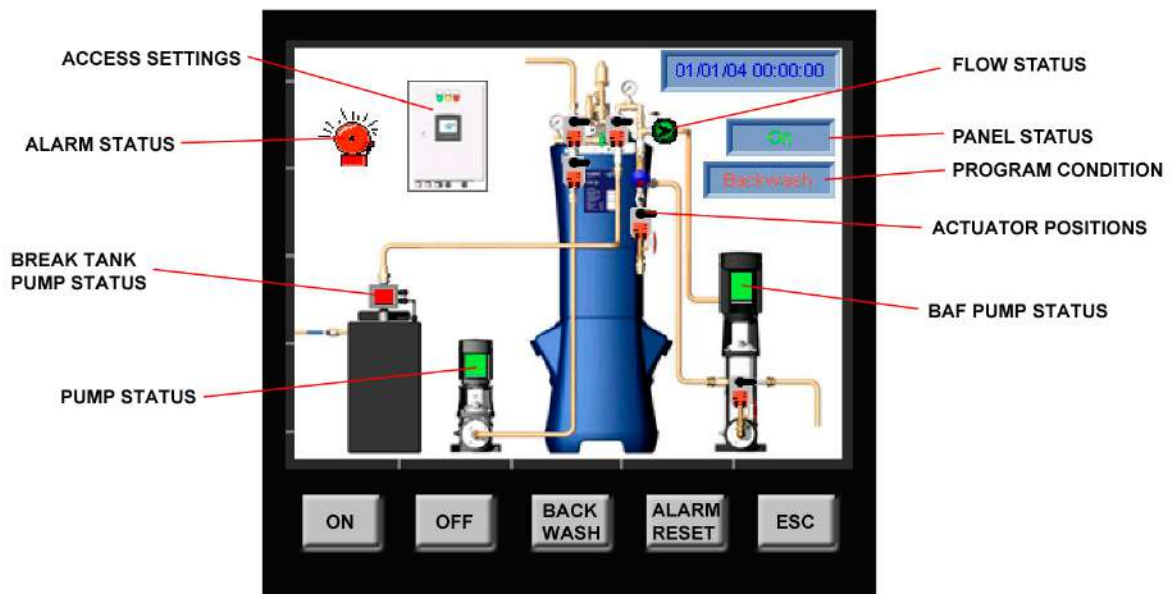 ACCESS SETTINGS
ALARM STATUS
BREAK TANK
PUMP STATUS
PUMP STATUS
01/01/04 00:00:00
On
Backwash
FLOW STATUS
PANEL STATUS
PROGRAM CONDITION
ACTUATOR POSITIONS
BAF PUMP STATUS
ON
OFF
BACK
WASH
ALARM
RESET
ESC